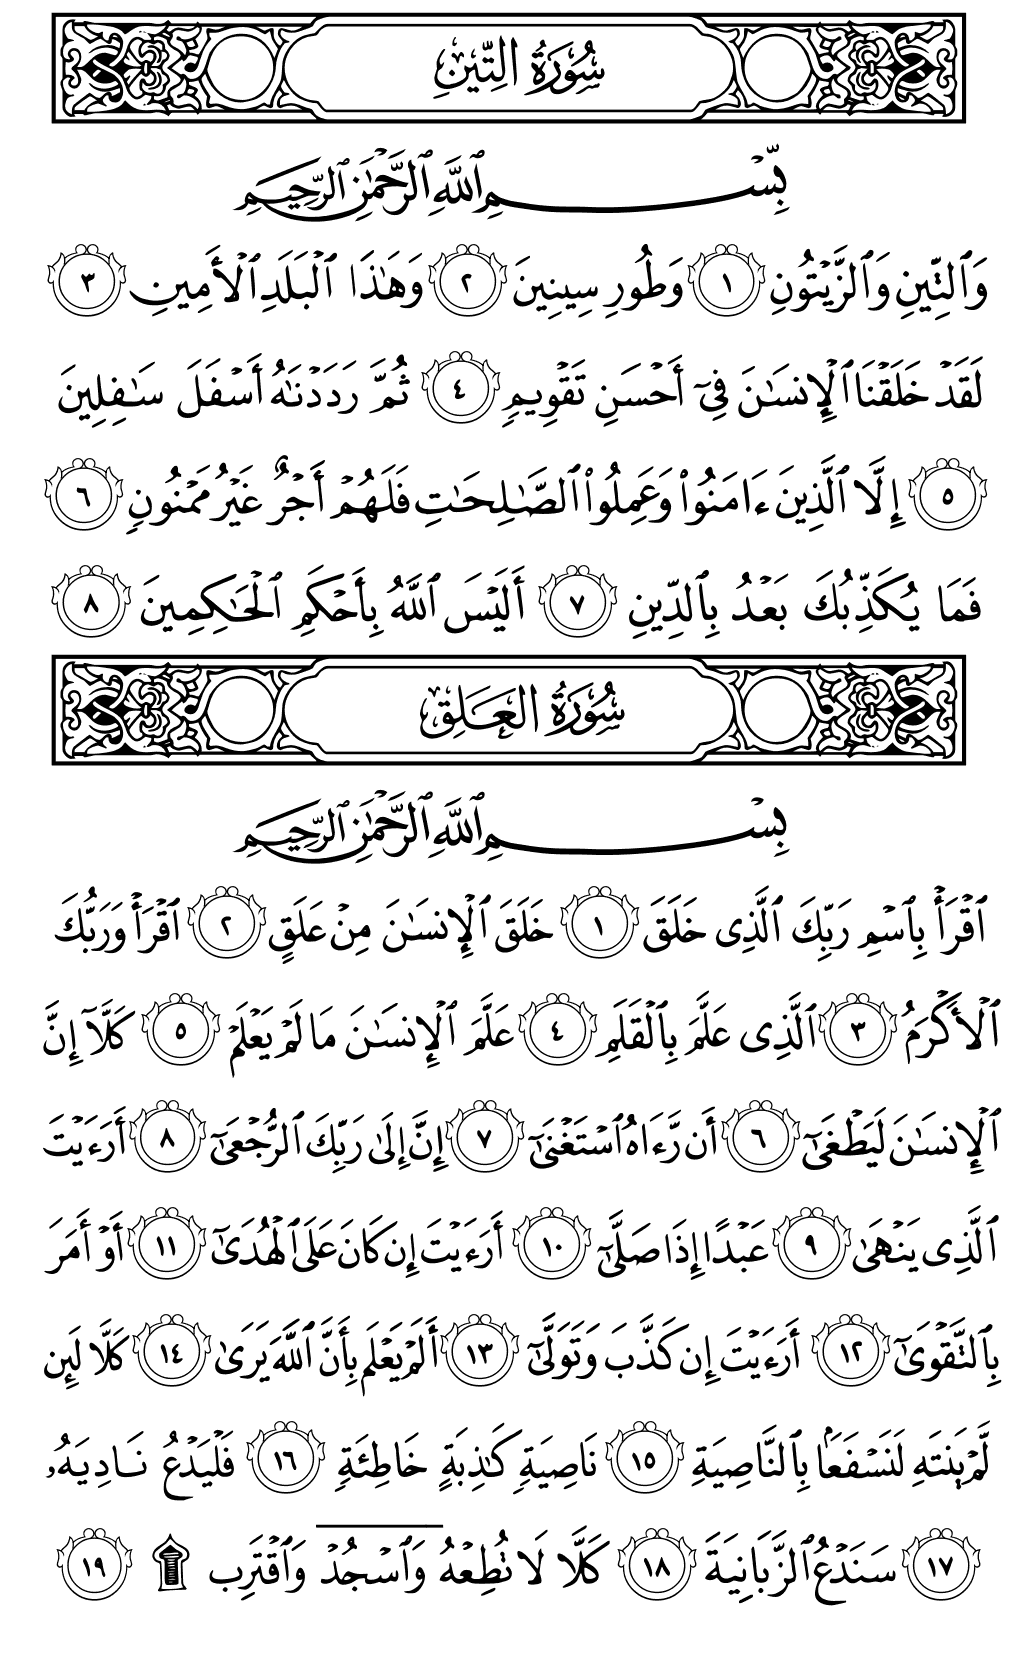 سُورَةُ التِّينِ
بِّسْمِ ٱللَّهِ ٱلرَّحْمَٰنِ ٱلرَّحِيمِ
وَٱلتِّينِ وَٱلزَّيْتُونِ ١ وَطُورِ سِينِينَ ٢ وَهَٰذَا ٱلْبَلَدِ ٱلْأَمِينِ ٣
لَقَدْ خَلَقْنَا ٱلْإِنسَٰنَ فِىٓ أَحْسَنِ تَقْوِيمٍ ٤ ثُمَّ رَدَدْنَٰهُ أَسْفَلَ سَٰفِلِينَ
٥ إِلَّا ٱلَّذِينَ ءَامَنُوا۟ وَعَمِلُوا۟ ٱلصَّٰلِحَٰتِ فَلَهُمْ أَجْرٌ غَيْرُ مَمْنُونٍ ٦
فَمَا يُكَذِّبُكَ بَعْدُ بِٱلدِّينِ ٧ أَلَيْسَ ٱللَّهُ بِأَحْكَمِ ٱلْحَٰكِمِينَ ٨
سُورَةُ العَلَقِ
بِسْمِ ٱللَّهِ ٱلرَّحْمَٰنِ ٱلرَّحِيمِ
ٱقْرَأْ بِٱسْمِ رَبِّكَ ٱلَّذِى خَلَقَ ١ خَلَقَ ٱلْإِنسَٰنَ مِنْ عَلَقٍ ٢ ٱقْرَأْ وَرَبُّكَ
ٱلْأَكْرَمُ ٣ ٱلَّذِى عَلَّمَ بِٱلْقَلَمِ ٤ عَلَّمَ ٱلْإِنسَٰنَ مَا لَمْ يَعْلَمْ ٥ كَلَّآ إِنَّ
ٱلْإِنسَٰنَ لَيَطْغَىٰٓ ٦ أَن رَّءَاهُ ٱسْتَغْنَىٰٓ ٧ إِنَّ إِلَىٰ رَبِّكَ ٱلرُّجْعَىٰٓ ٨ أَرَءَيْتَ
ٱلَّذِى يَنْهَىٰ ٩ عَبْدًا إِذَا صَلَّىٰٓ ١٠ أَرَءَيْتَ إِن كَانَ عَلَى ٱلْهُدَىٰٓ ١١ أَوْ أَمَرَ
بِٱلتَّقْوَىٰٓ ١٢ أَرَءَيْتَ إِن كَذَّبَ وَتَوَلَّىٰٓ ١٣ أَلَمْ يَعْلَم بِأَنَّ ٱللَّهَ يَرَىٰ ١٤ كَلَّا لَئِن
لَّمْ يَنتَهِ لَنَسْفَعًۢا بِٱلنَّاصِيَةِ ١٥ نَاصِيَةٍ كَٰذِبَةٍ خَاطِئَةٍ ١٦ فَلْيَدْعُ نَادِيَهُۥ
١٧ سَنَدْعُ ٱلزَّبَانِيَةَ ١٨ كَلَّا لَا تُطِعْهُ وَٱسْجُدْ وَٱقْتَرِب ۩ ١٩